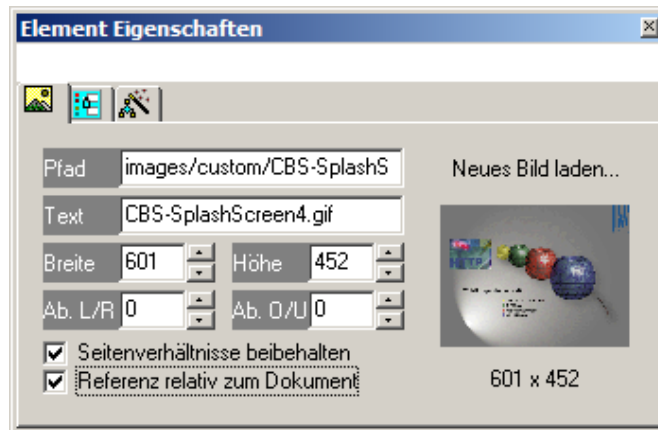 Element Eigenschaften
Pfad images/custom/CBS-SplashS
Neues Bild laden...
Text CBS-SplashScreen4.gif
Breite 601 Höhe 452
Ab. L/R 0 Ab. O/U 0
Seitenverhältnisse beibehalten
Referenz relativ zum Dokument
601 x 452
HTTP